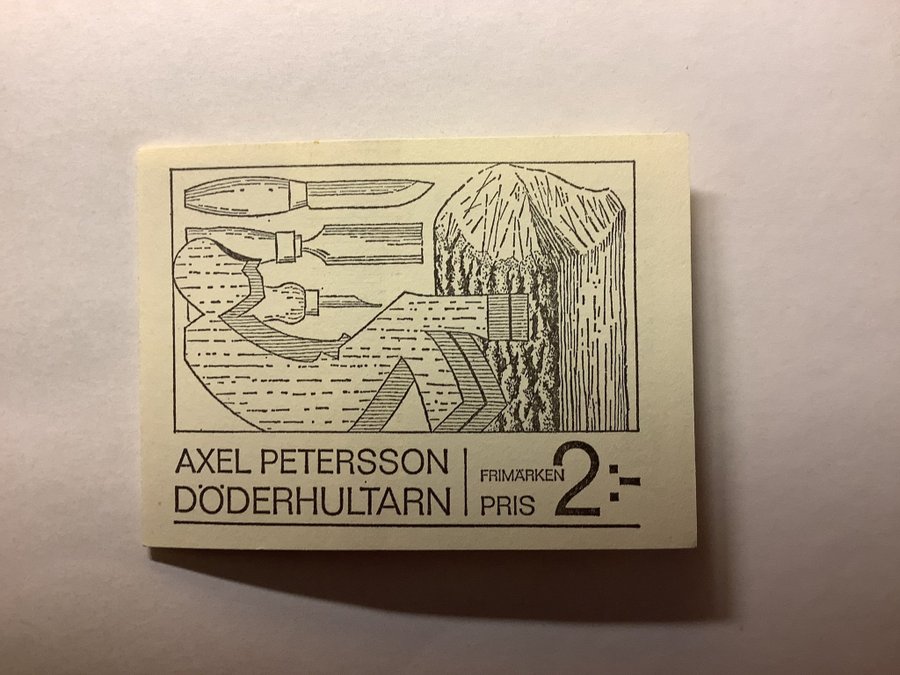 AXEL PETERSSON
DÖDERHULTARN
FRIMÄRKEN
PRIS 2:-